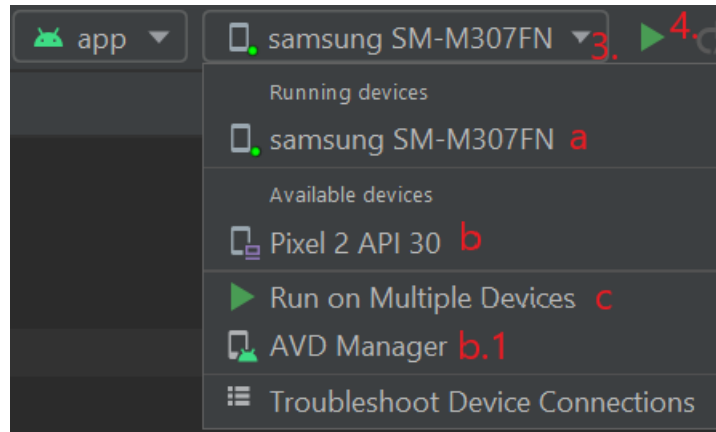 app samsung SM-M307FN 3. 4.
Running devices
samsung SM-M307FN a
Available devices
Pixel 2 API 30 b
Run on Multiple Devices c
AVD Manager b.1
Troubleshoot Device Connections